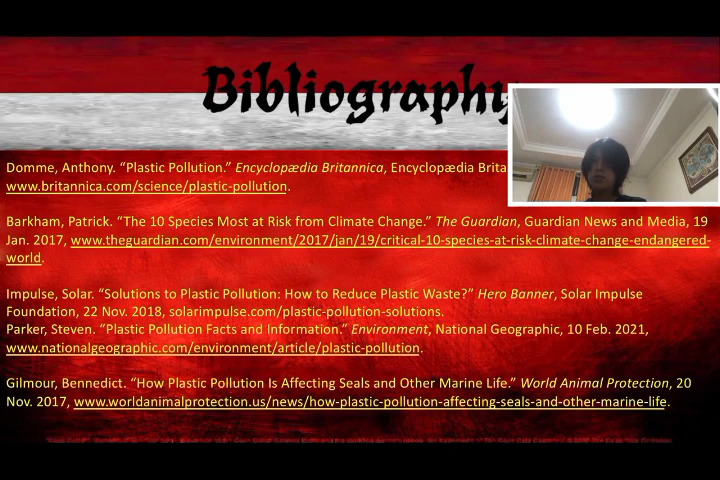 Bibliography
Domme, Anthony. “Plastic Pollution.” Encyclopædia Britannica, Encyclopædia Brita
www.britannica.com/science/plastic-pollution.
Barkham, Patrick. “The 10 Species Most at Risk from Climate Change.” The Guardian, Guardian News and Media, 19
Jan. 2017, www.theguardian.com/environment/2017/jan/19/critical-10-species-at-risk-climate-change-endangered-
world.
Impulse, Solar. “Solutions to Plastic Pollution: How to Reduce Plastic Waste?” Hero Banner, Solar Impulse
Foundation, 22 Nov. 2018, solarimpulse.com/plastic-pollution-solutions.
Parker, Steven. “Plastic Pollution Facts and Information.” Environment, National Geographic, 10 Feb. 2021,
www.nationalgeographic.com/environment/article/plastic-pollution.
Gilmour, Bennedict. “How Plastic Pollution Is Affecting Seals and Other Marine Life.” World Animal Protection, 20
Nov. 2017, www.worldanimalprotection.us/news/how-plastic-pollution-affecting-seals-and-other-marine-life.